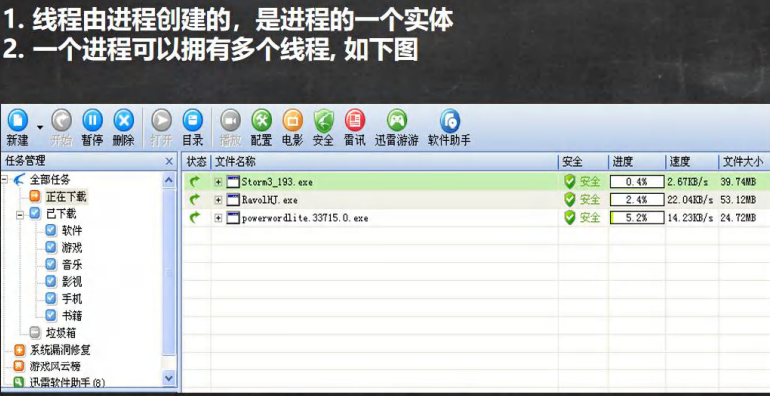 1. 线程由进程创建的，是进程的一个实体
2. 一个进程可以拥有多个线程, 如下图
新建 开始 暂停 删除 打开 目录 播放 配置 电影 安全 雷讯 迅雷游游 软件助手
任务管理 × 状态 文件名称 安全 进度 速度 文件大小
全部任务
正在下载
已下载
软件
游戏
音乐
影视
手机
书籍
垃圾箱
系统漏洞修复
游戏风云榜
迅雷软件助手(8)
Storm3_193.exe 安全 0.4% 2.67KB/s 39.74MB
RavolHJ.exe 安全 2.4% 22.04KB/s 53.12MB
powerwordlite.33715.0.exe 安全 5.2% 14.23KB/s 24.72MB